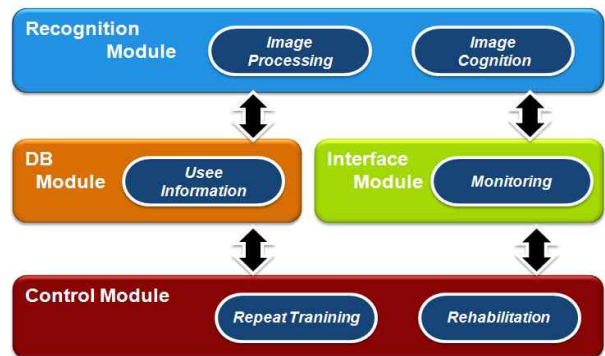 Recognition
Module
Image
Processing
Image
Cognition
DB
Module
Usee
Information
Interface
Module
Monitoring
Control Module
Repeat Tranining
Rehabilitation